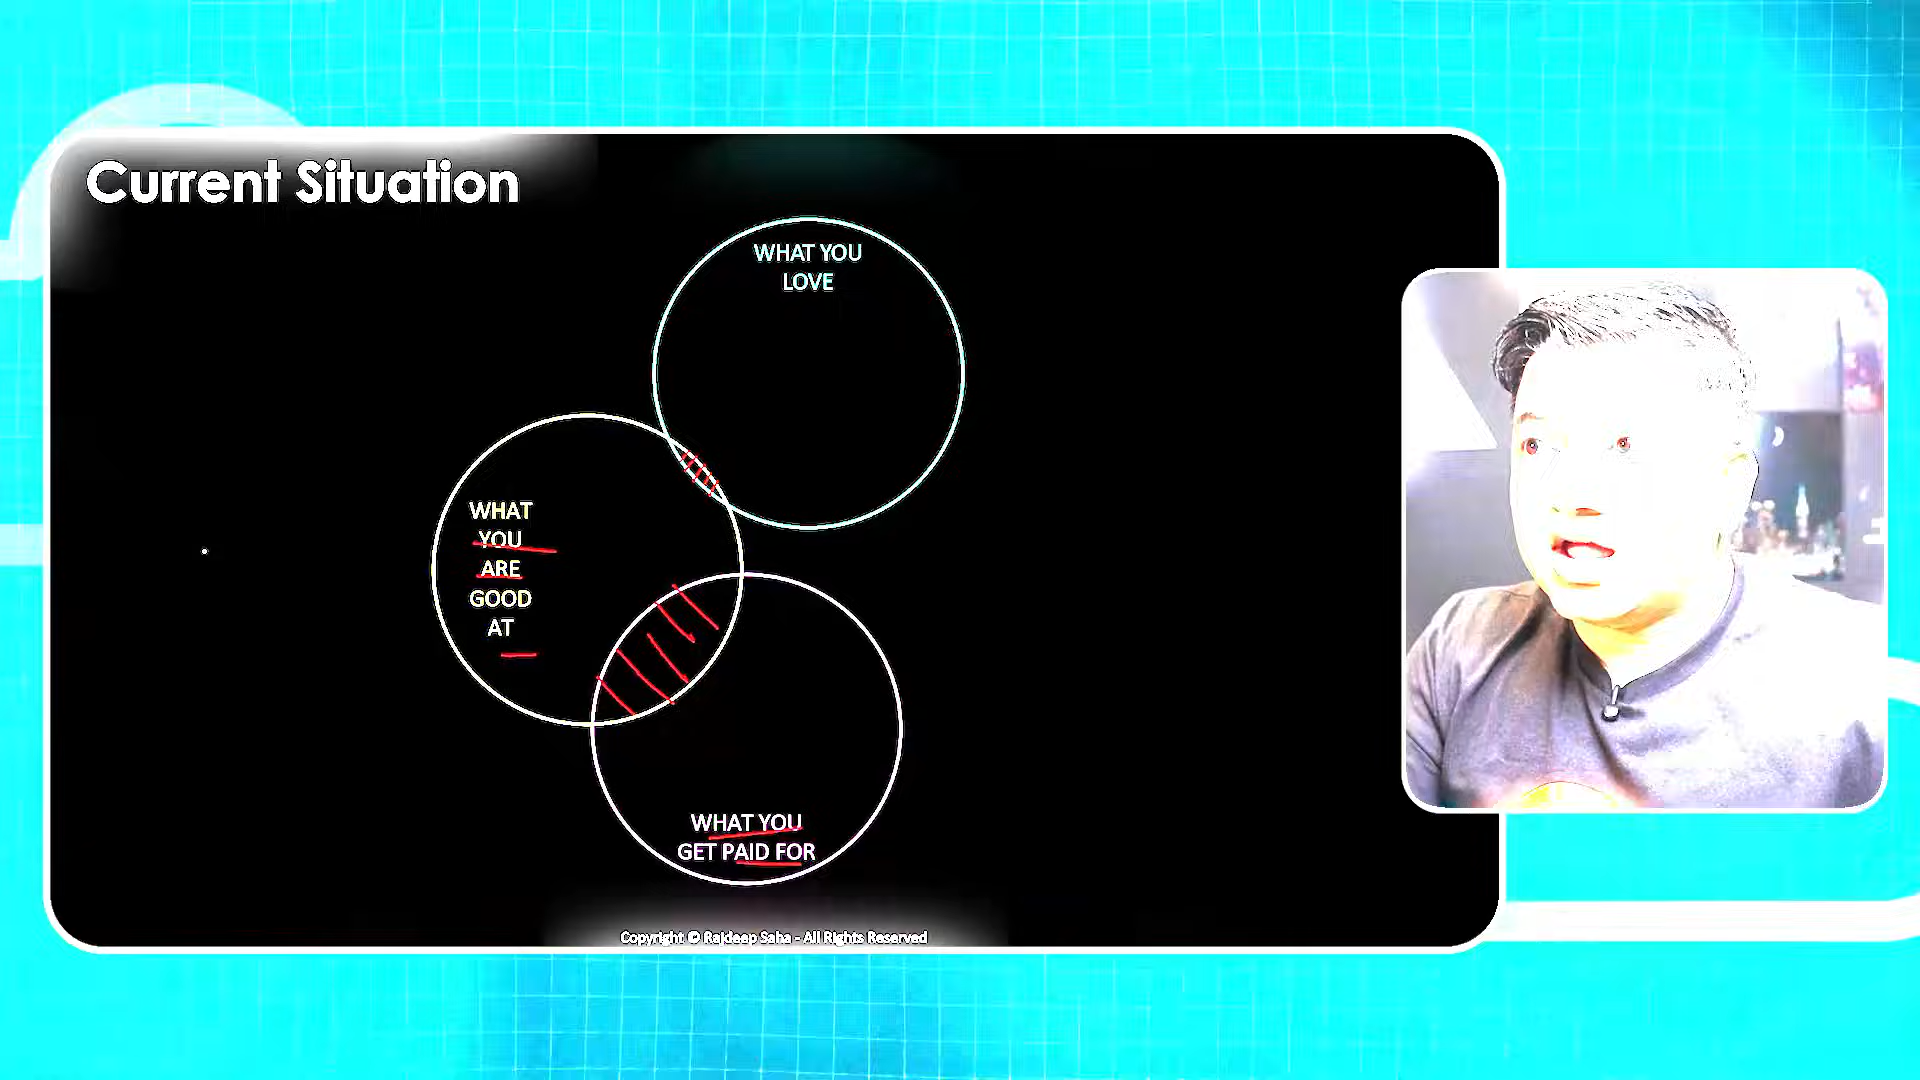 Current Situation
WHAT YOU
LOVE
WHAT
YOU
ARE
GOOD
AT
WHAT YOU
GET PAID FOR
Copyright © Rajdeep Saha - All Rights Reserved